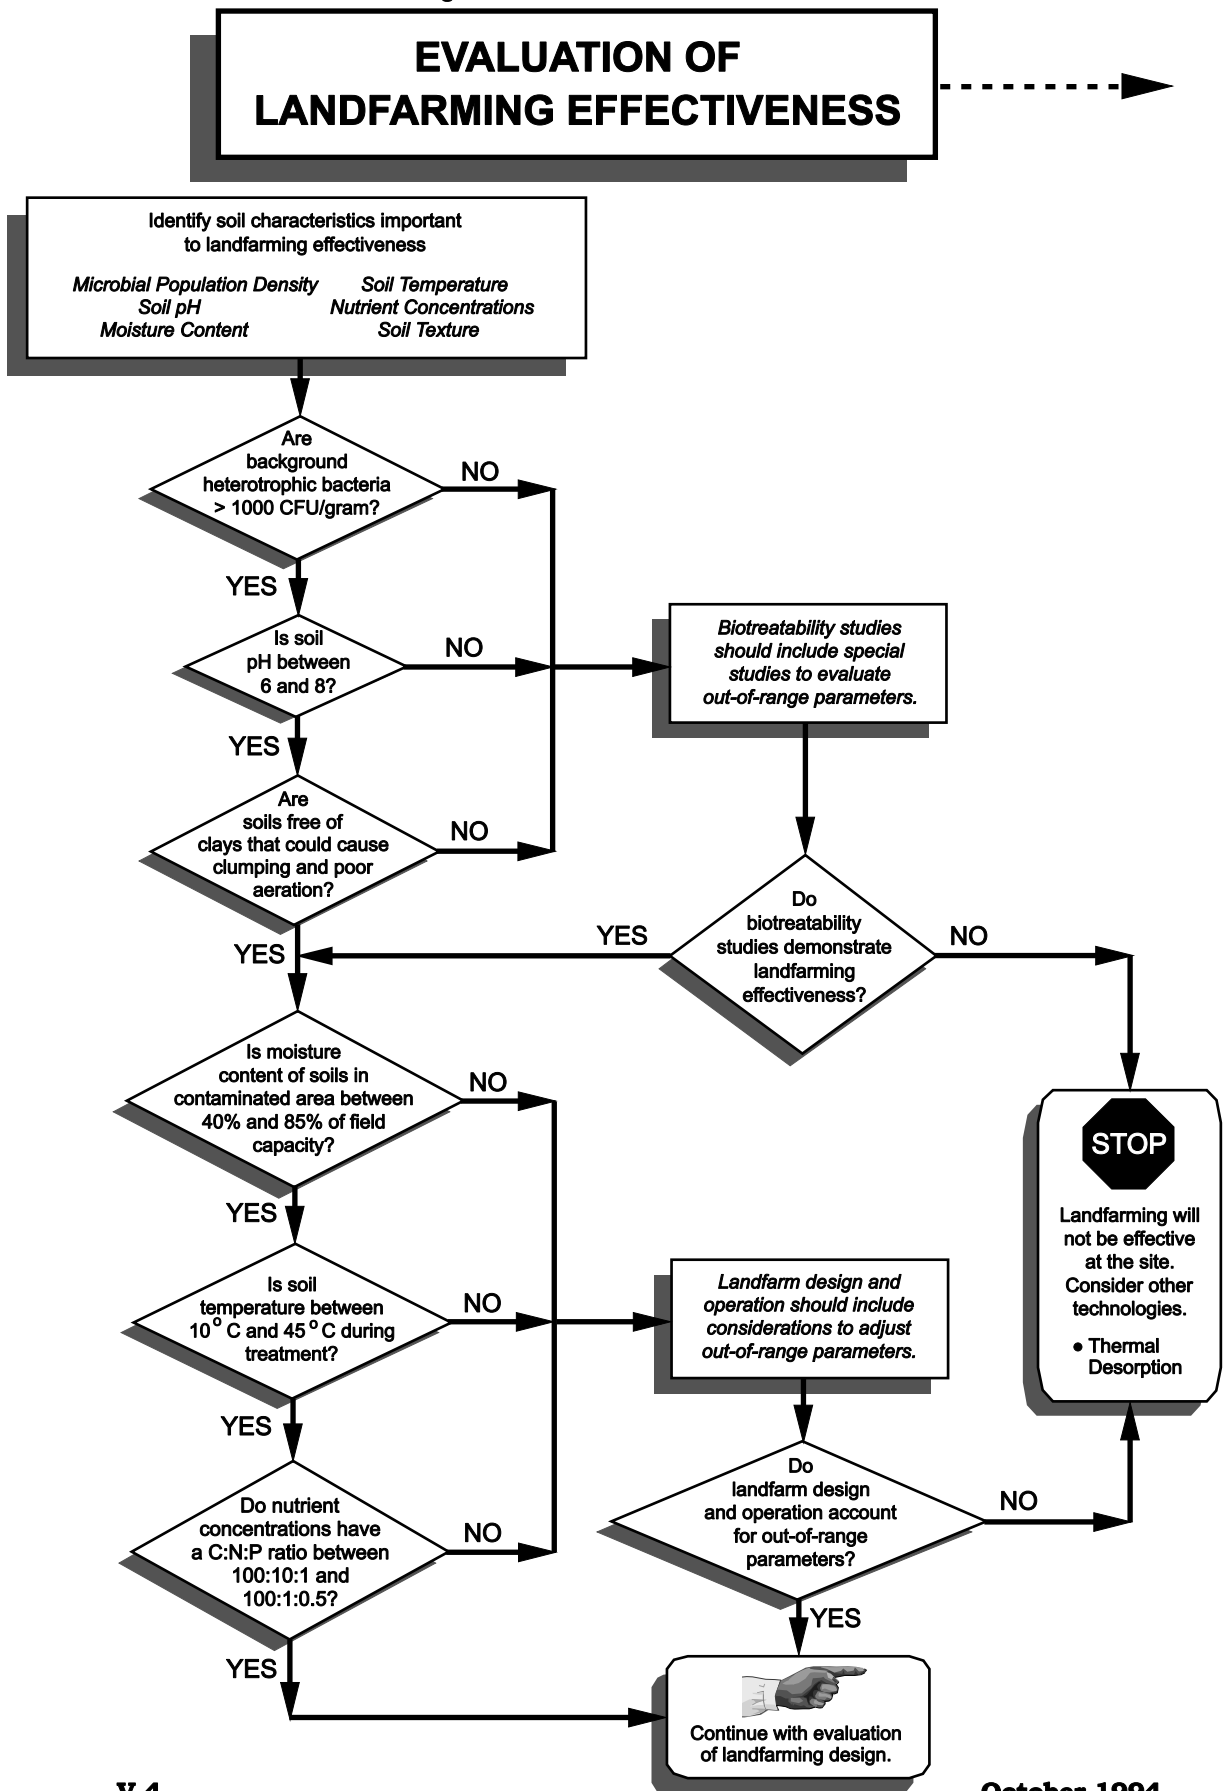 EVALUATION OF
LANDFARMING EFFECTIVENESS
Identify soil characteristics important
to landfarming effectiveness
Microbial Population Density
Soil pH
Moisture Content
Soil Temperature
Nutrient Concentrations
Soil Texture
Are
background
heterotrophic bacteria
> 1000 CFU/gram?
NO
YES
Is soil
pH between
6 and 8?
NO
YES
Are
soils free of
clays that could cause
clumping and poor
aeration?
NO
YES
Biotreatability studies
should include special
studies to evaluate
out-of-range parameters.
Do
biotreatability
studies demonstrate
landfarming
effectiveness?
YES
NO
Is moisture
content of soils in
contaminated area between
40% and 85% of field
capacity?
NO
YES
Is soil
temperature between
10° C and 45° C during
treatment?
NO
YES
Do nutrient
concentrations have
a C:N:P ratio between
100:10:1 and
100:1:0.5?
NO
YES
Landfarm design and
operation should include
considerations to adjust
out-of-range parameters.
Do
landfarm design
and operation account
for out-of-range
parameters?
NO
YES
STOP
Landfarming will
not be effective
at the site.
Consider other
technologies.
• Thermal
Desorption
Continue with evaluation
of landfarming design.
V-4
October 1994